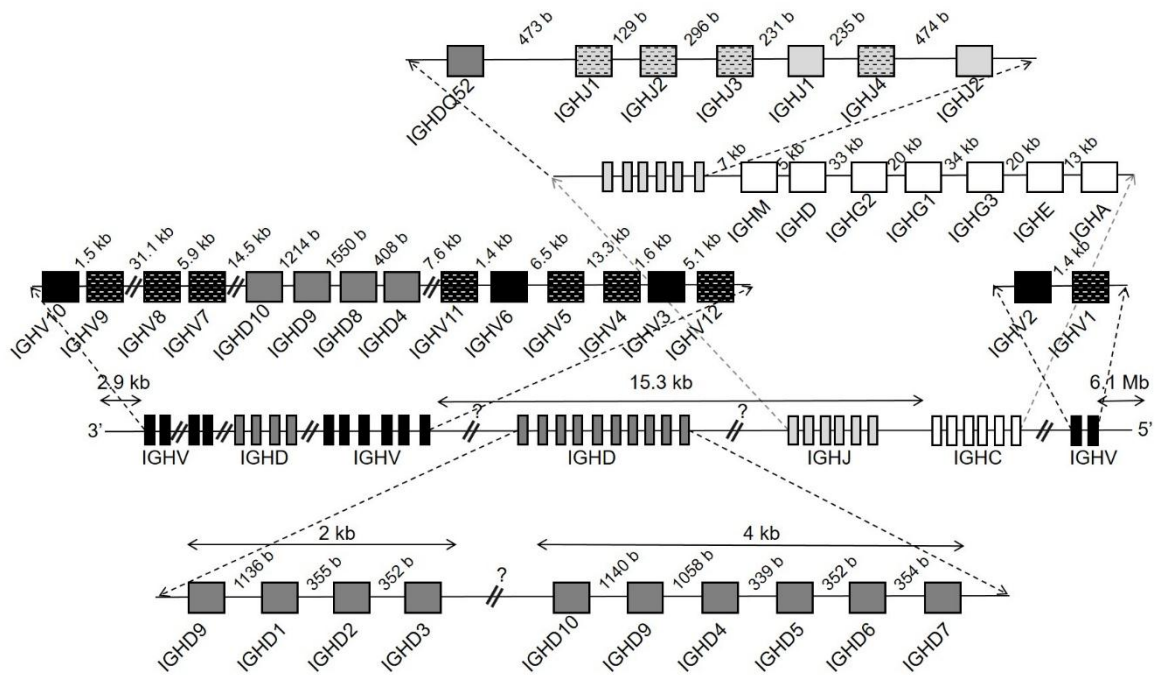 473 b 129 b 296 b 231 b 235 b 474 b
IGHDQ52 IGHJ1 IGHJ2 IGHJ3 IGHJ1 IGHJ4 IGHJ2
7 kb 5 kb 33 kb 20 kb 34 kb 20 kb 13 kb
IGHM IGHD IGHG2 IGHG1 IGHG3 IGHE IGHA
1.5 kb 31.1 kb 5.9 kb 14.5 kb 1214 b 1550 b 408 b 7.6 kb 1.4 kb 6.5 kb 13.3 kb 1.6 kb 5.1 kb 1.4 kb
IGHV10 IGHV9 IGHV8 IGHV7 IGHD10 IGHD9 IGHD8 IGHD4 IGHV11 IGHV6 IGHV5 IGHV4 IGHV3 IGHV12 IGHV2 IGHV1
2.9 kb 15.3 kb 6.1 Mb
? ?
3’ 5’
IGHV IGHD IGHV IGHD IGHJ IGHC IGHV
2 kb 4 kb
1136 b 355 b 352 b ? 1140 b 1058 b 339 b 352 b 354 b
IGHD9 IGHD1 IGHD2 IGHD3 IGHD10 IGHD9 IGHD4 IGHD5 IGHD6 IGHD7